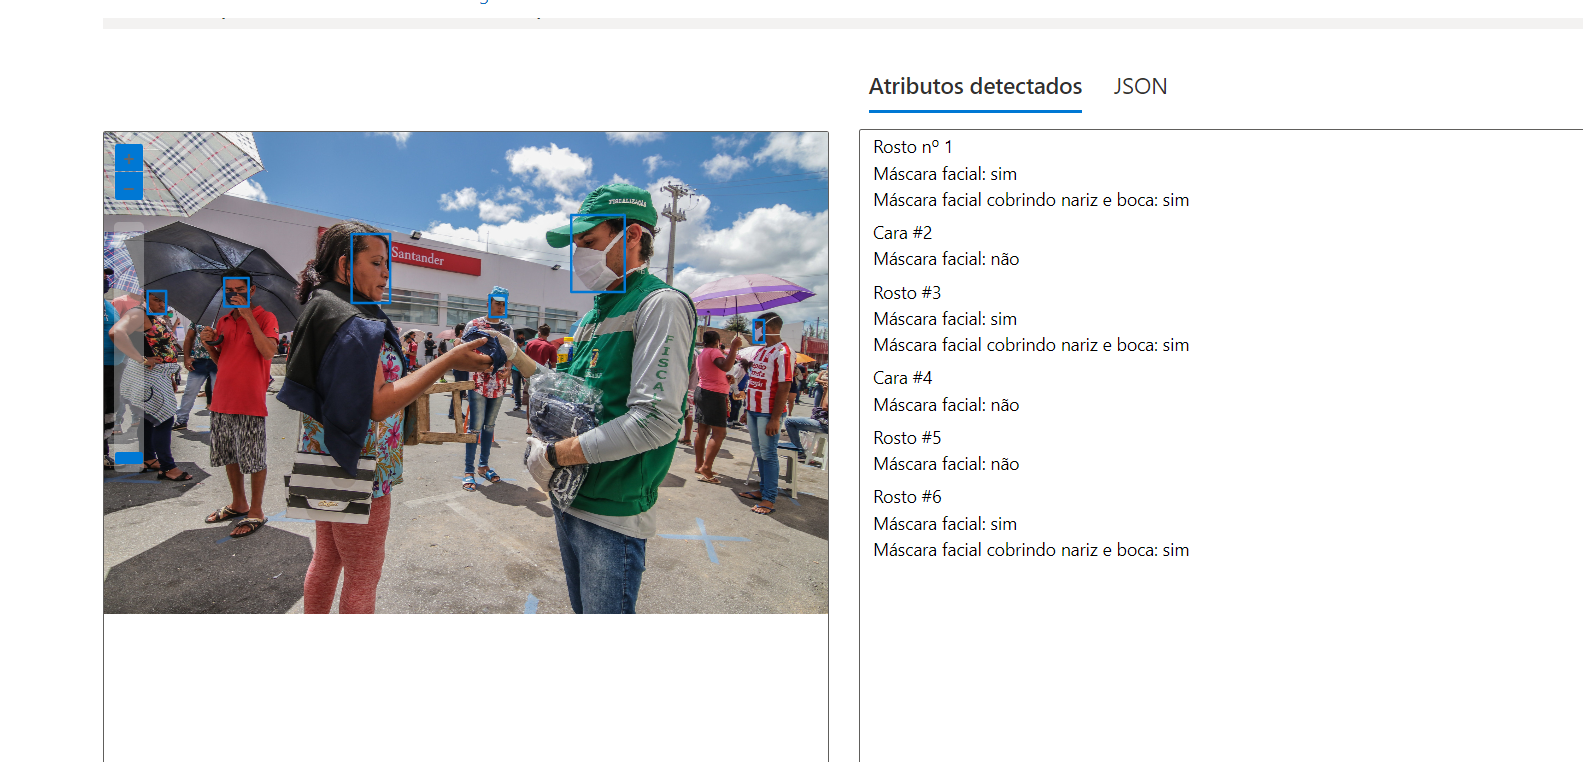 Atributos detectados
JSON
+
−
FISCALIZAÇÃO
Santander
FISCAL
Rosto nº 1
Máscara facial: sim
Máscara facial cobrindo nariz e boca: sim
Cara #2
Máscara facial: não
Rosto #3
Máscara facial: sim
Máscara facial cobrindo nariz e boca: sim
Cara #4
Máscara facial: não
Rosto #5
Máscara facial: não
Rosto #6
Máscara facial: sim
Máscara facial cobrindo nariz e boca: sim